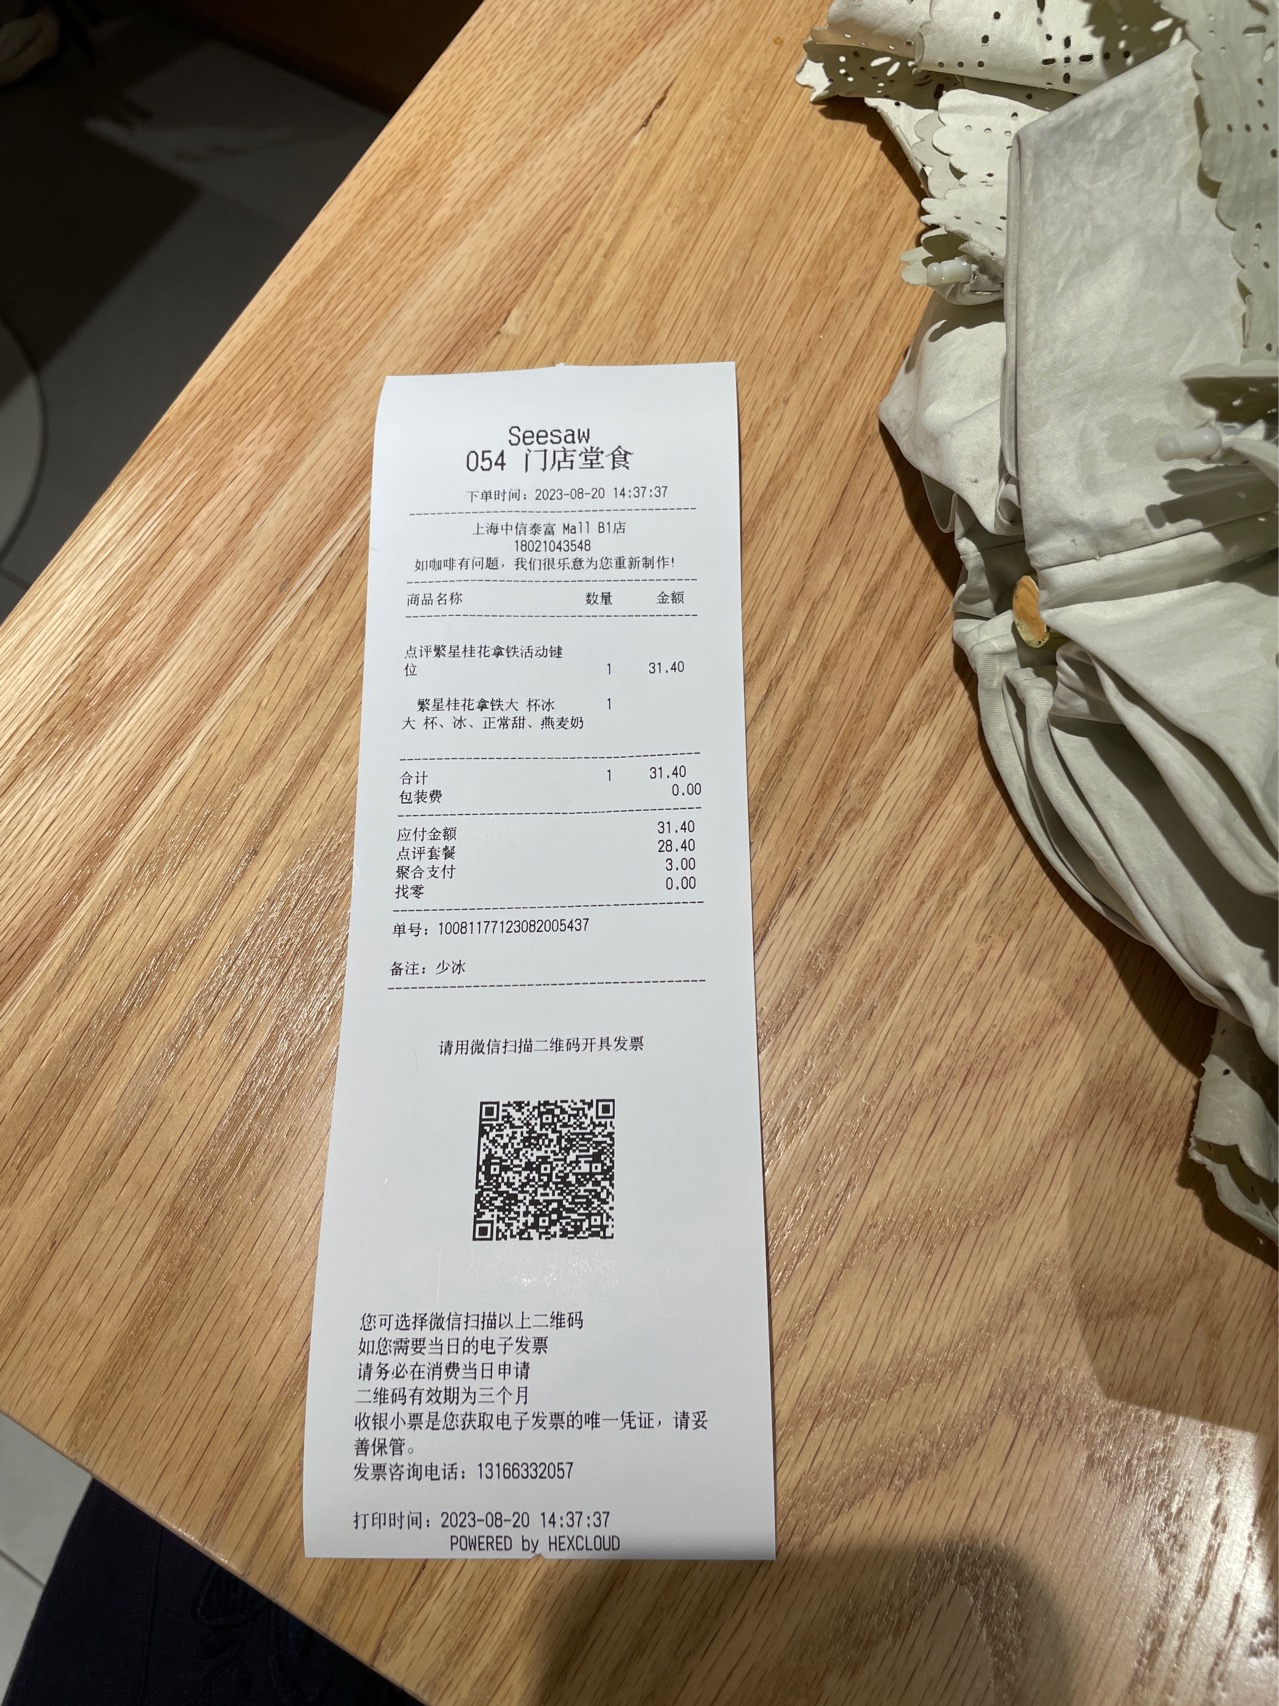 Seesaw
054 门店堂食
下单时间：2023-08-20 14:37:37
上海中信泰富 Mall B1店
18021043548
如咖啡有问题，我们很乐意为您重新制作！
商品名称 数量 金额
点评繁星桂花拿铁活动键
位 1 31.40
繁星桂花拿铁大 杯冰 1
大 杯、冰、正常甜、燕麦奶
合计 1 31.40
包装费 0.00
应付金额 31.40
点评套餐 28.40
聚合支付 3.00
找零 0.00
单号：10081177123082005437
备注：少冰
请用微信扫描二维码开具发票
您可选择微信扫描以上二维码
如您需要当日的电子发票
请务必在消费当日申请
二维码有效期为三个月
收银小票是您获取电子发票的唯一凭证，请妥
善保管。
发票咨询电话：13166332057
打印时间：2023-08-20 14:37:37
POWERED by HEXCLOUD